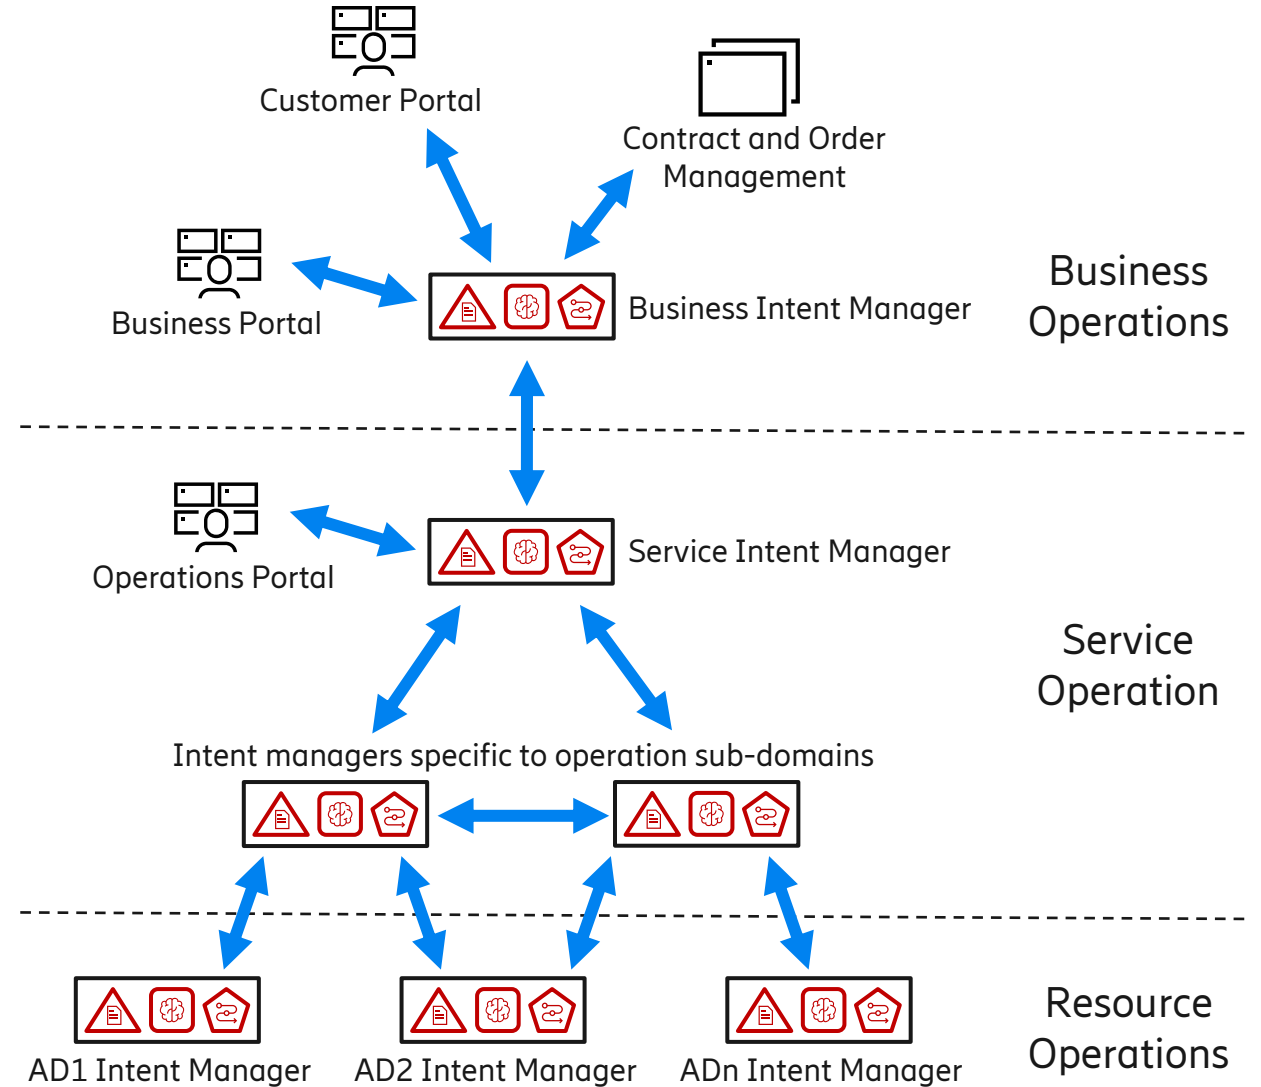 Customer Portal
Contract and Order
Management
Business Portal
Business Intent Manager
Business
Operations
Operations Portal
Service Intent Manager
Service
Operation
Intent managers specific to operation sub-domains
AD1 Intent Manager
AD2 Intent Manager
ADn Intent Manager
Resource
Operations